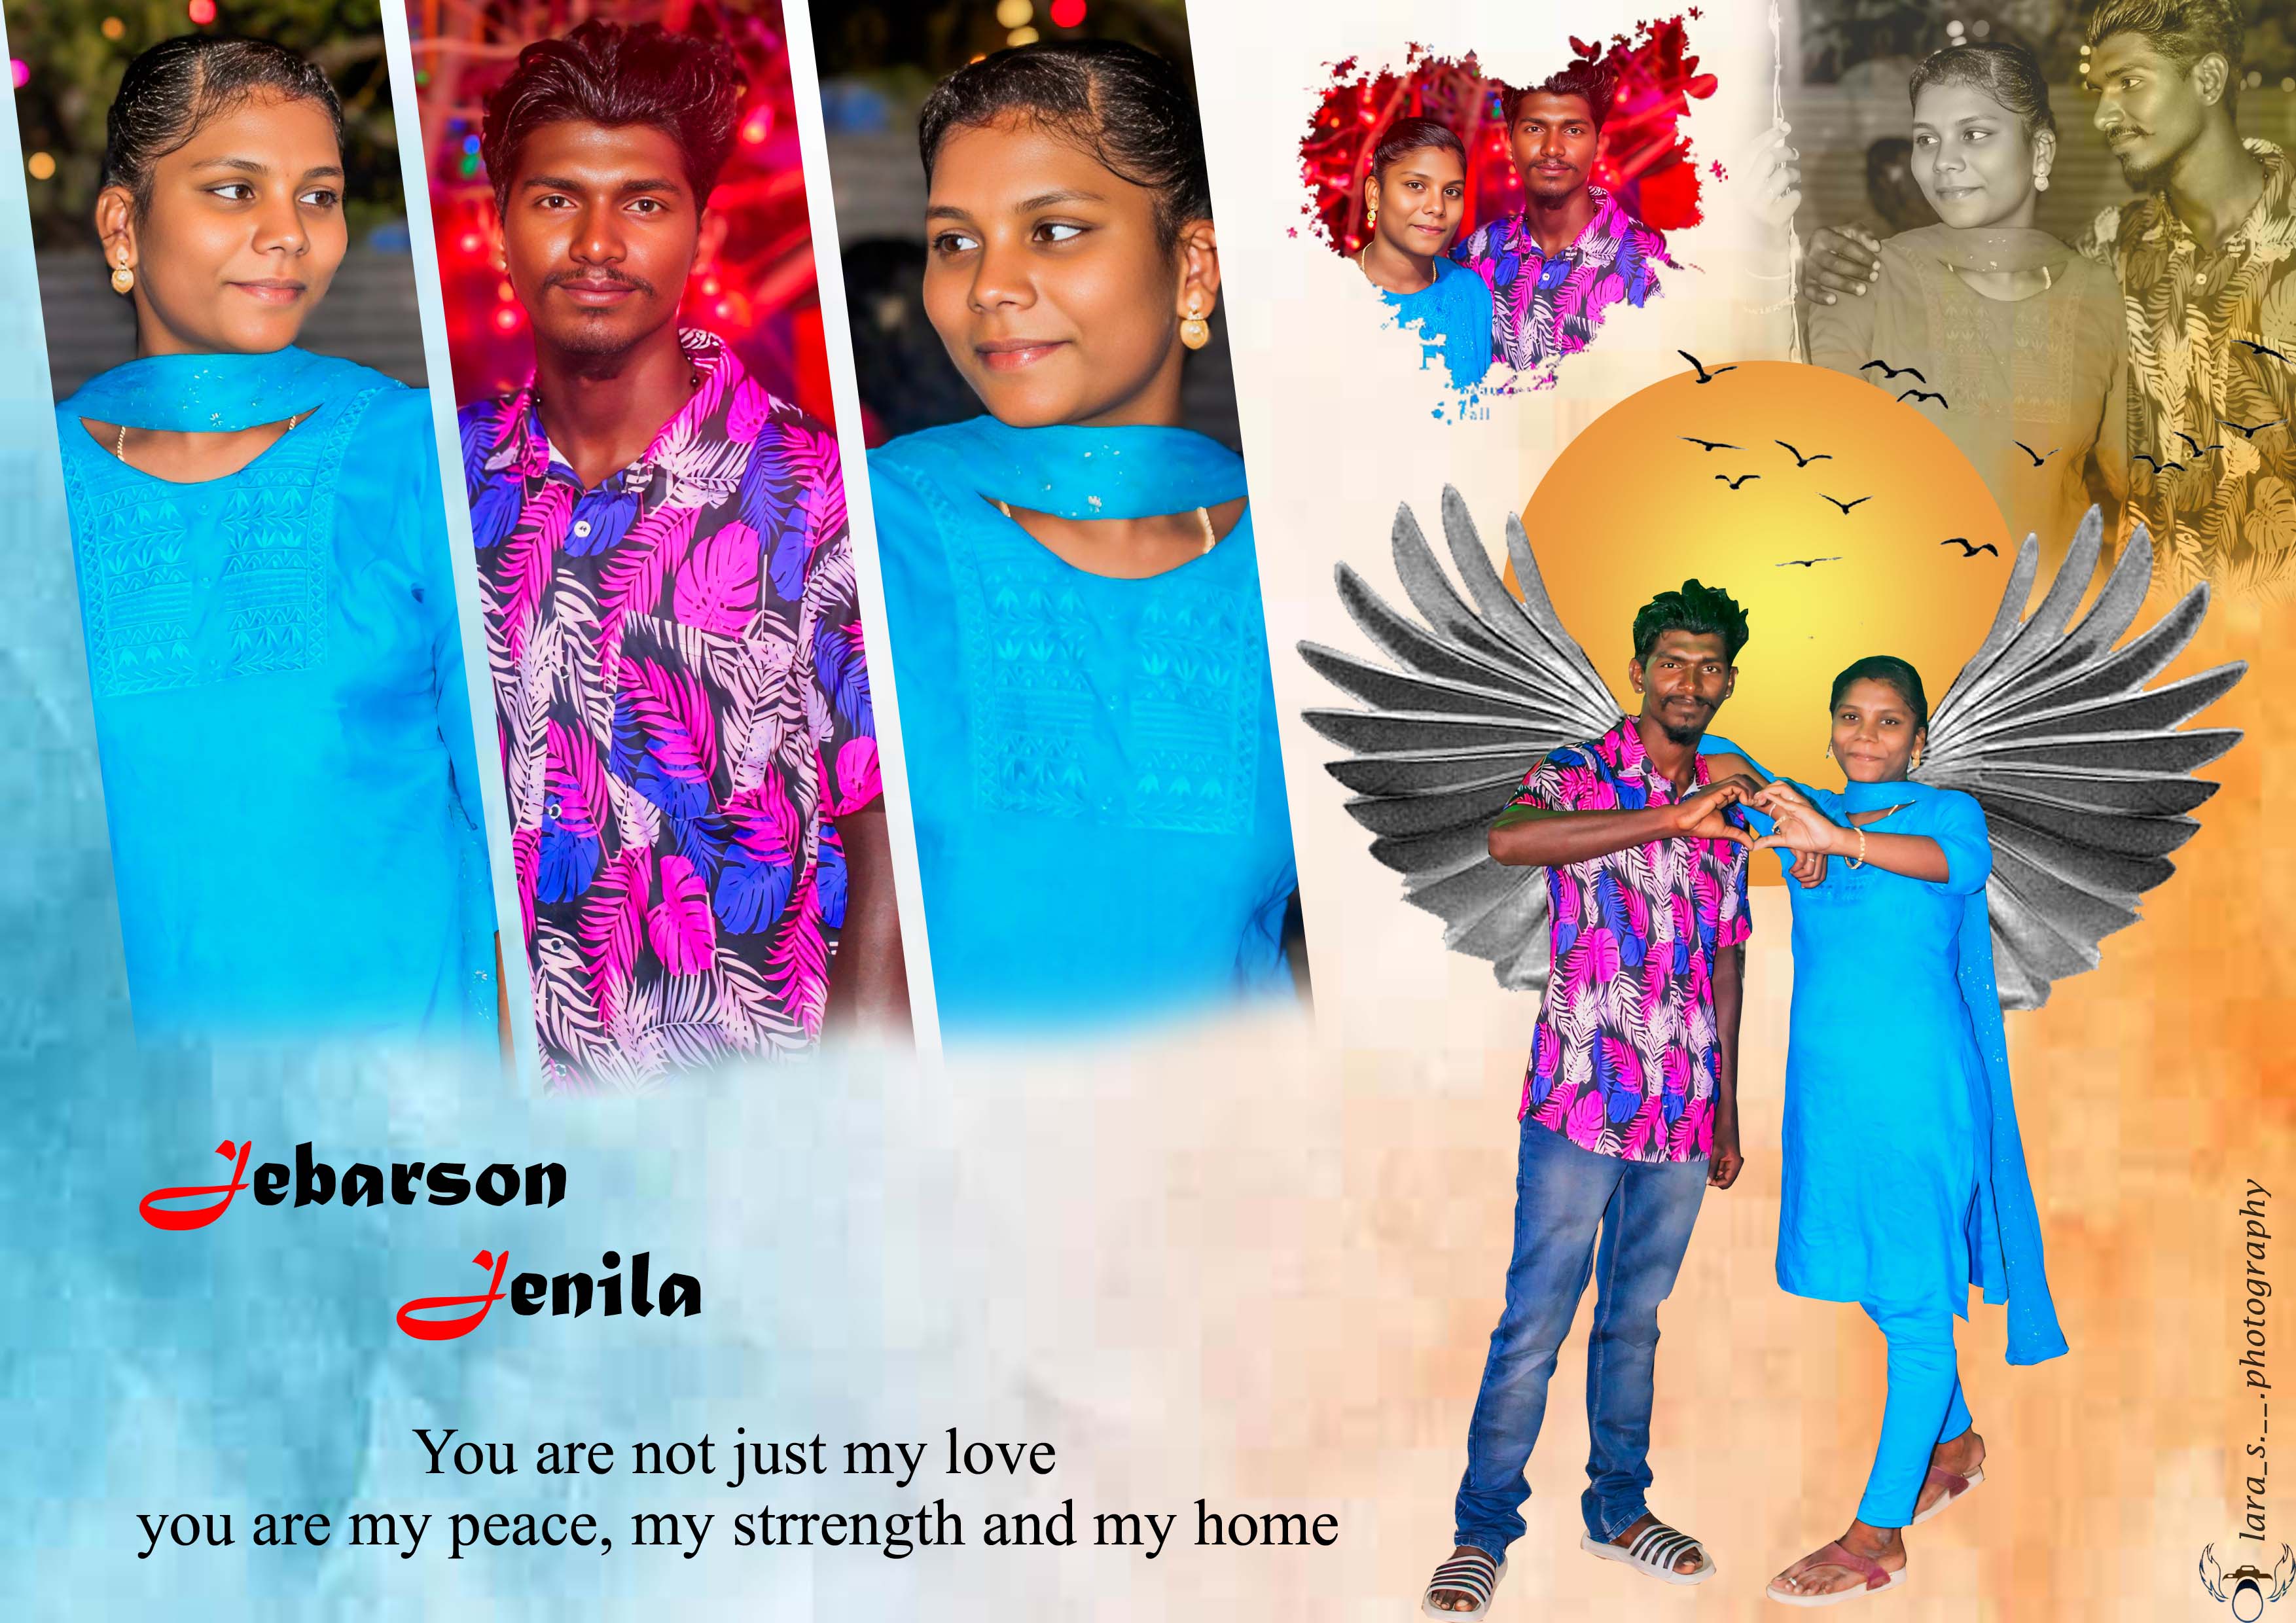 Jebarson
Jenila
You are not just my love
you are my peace, my strrength and my home
lara_s.__.photography